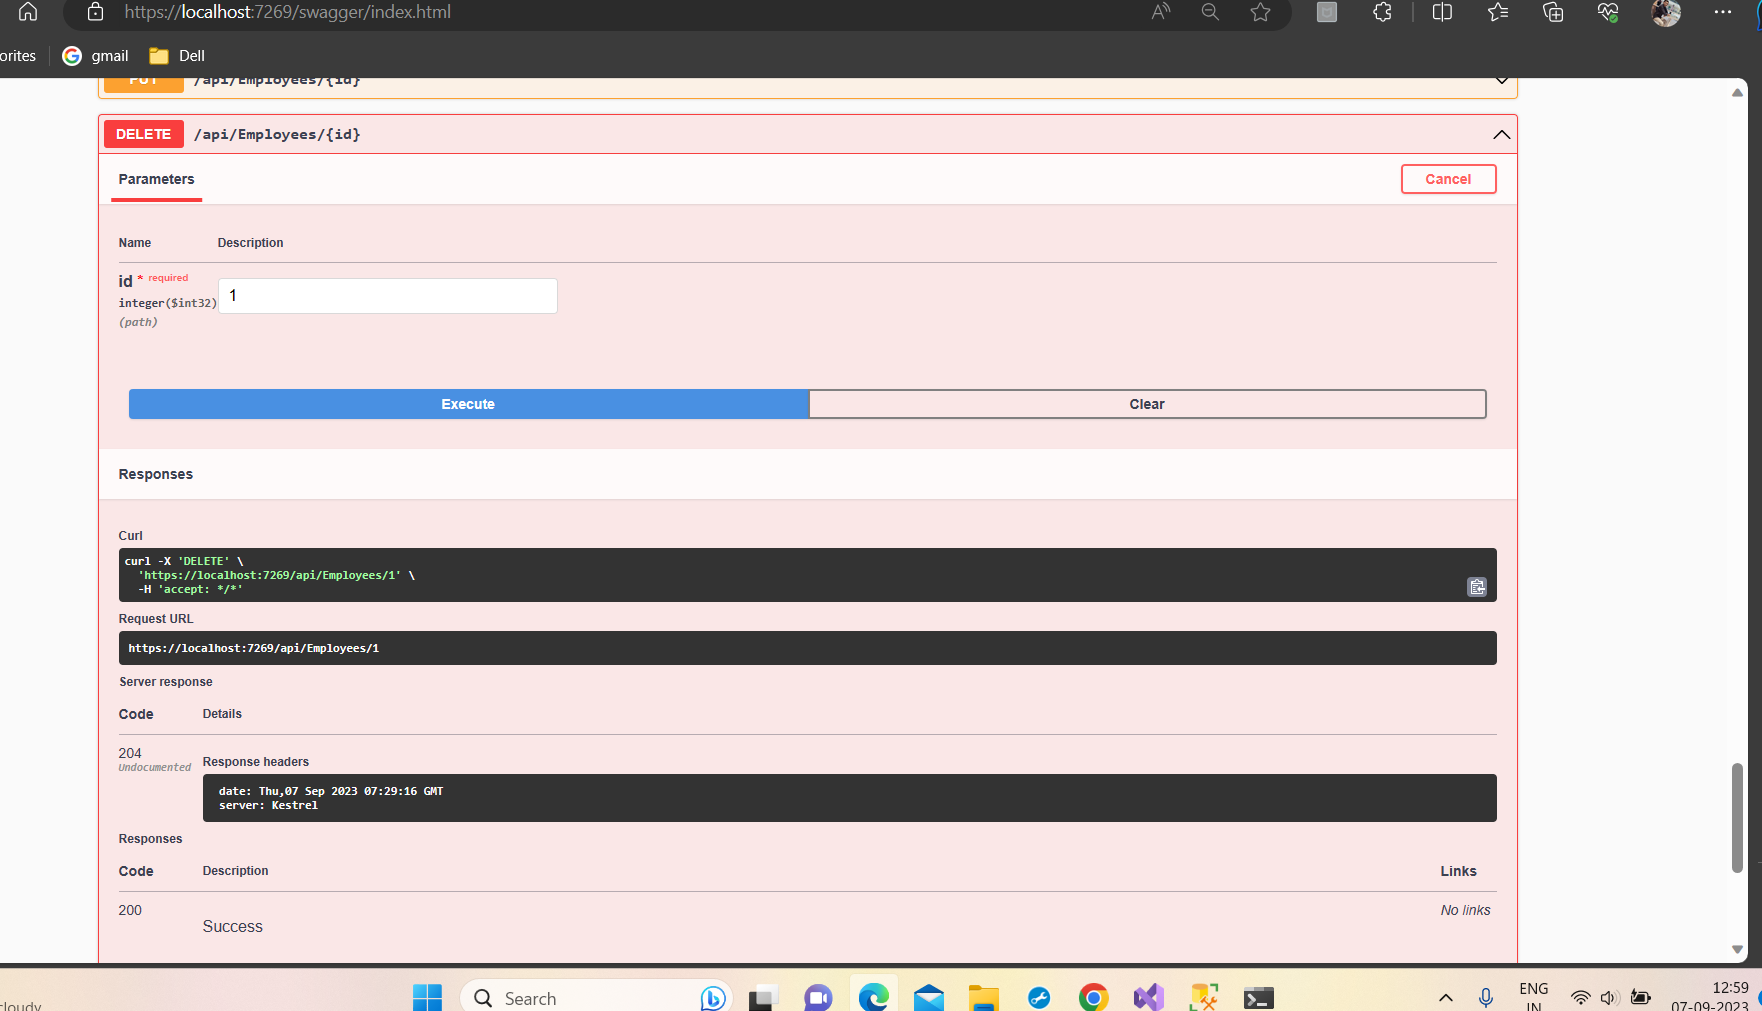 https://localhost:7269/swagger/index.html
orites
gmail
Dell
PUT /api/Employees/{id}
DELETE /api/Employees/{id}
Parameters
Cancel
Name Description
id * required
integer($int32)
(path)
1
Execute
Clear
Responses
Curl
curl -X 'DELETE' \
'https://localhost:7269/api/Employees/1' \
-H 'accept: */*'
Request URL
https://localhost:7269/api/Employees/1
Server response
Code Details
204
Undocumented
Response headers
date: Thu,07 Sep 2023 07:29:16 GMT
server: Kestrel
Responses
Code Description Links
200 No links
Success
cloudy
Search
ENG
IN
12:59
07-09-2023